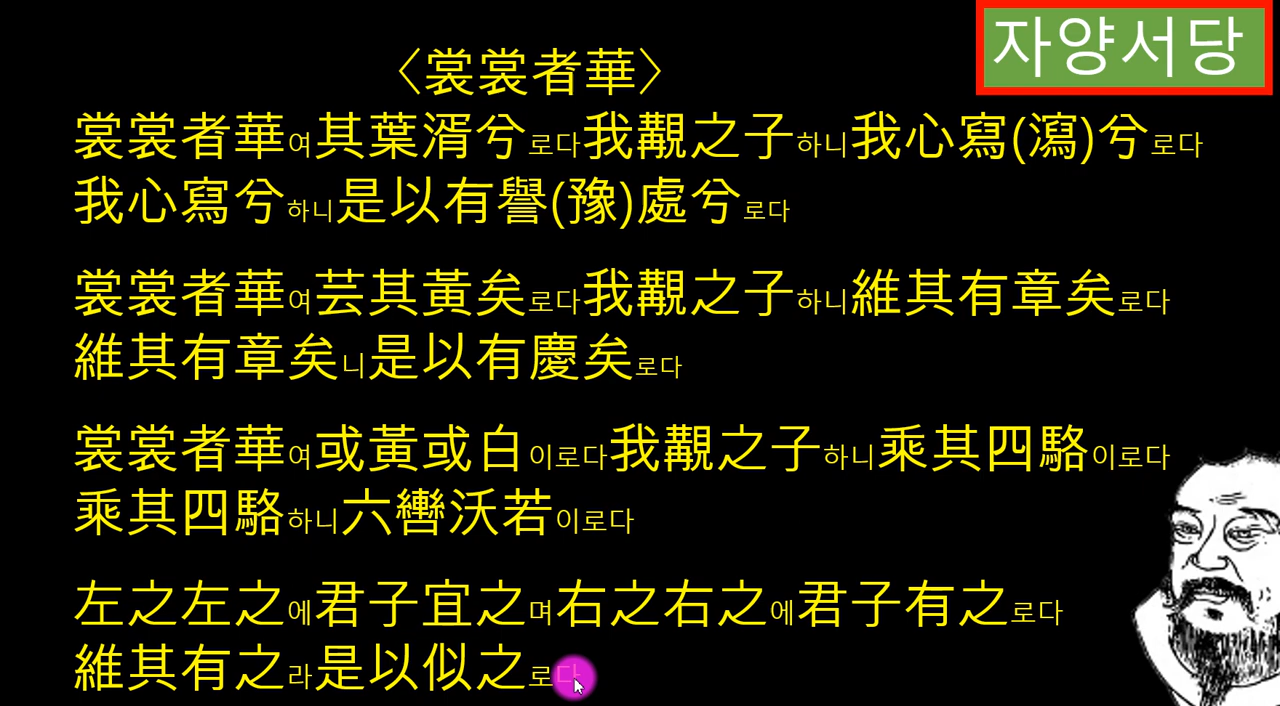 자양서당
〈裳裳者華〉
裳裳者華여其葉湑兮로다我覯之子하니我心寫(瀉)兮로다
我心寫兮하니是以有譽(豫)處兮로다
裳裳者華여芸其黃矣로다我覯之子하니維其有章矣로다
維其有章矣니是以有慶矣로다
裳裳者華여或黃或白이로다我覯之子하니乘其四駱이로다
乘其四駱하니六轡沃若이로다
左之左之에君子宜之며右之右之에君子有之로다
維其有之라是以似之로다